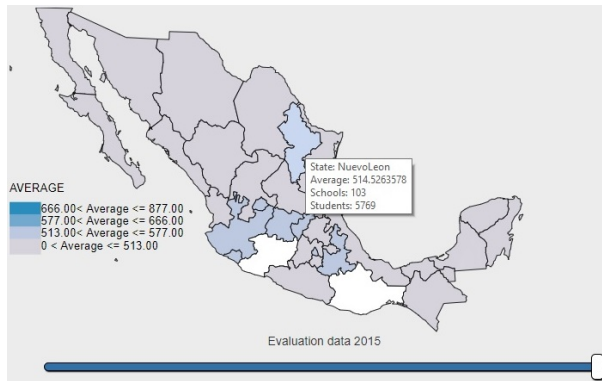 State: NuevoLeon
Average: 514.5263578
Schools: 103
Students: 5769
AVERAGE
666.00< Average <= 877.00
577.00< Average <= 666.00
513.00< Average <= 577.00
0 < Average <= 513.00
Evaluation data 2015